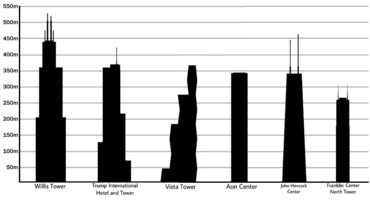 550m
500m
450m
400m
350m
300m
250m
200m
150m
100m
50m
Willis Tower
Trump International
Hotel and Tower
Vista Tower
Aon Center
John Hancock
Center
Franklin Center
North Tower